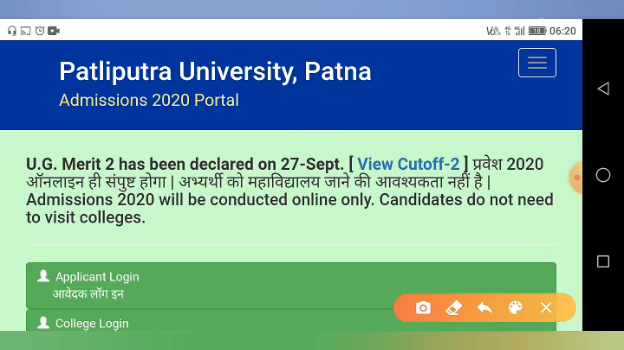 06:20
Patliputra University, Patna
Admissions 2020 Portal
U.G. Merit 2 has been declared on 27-Sept. [ View Cutoff-2 ] प्रवेश 2020
ऑनलाइन ही संपुष्ट होगा | अभ्यर्थी को महाविद्यालय जाने की आवश्यकता नहीं है |
Admissions 2020 will be conducted online only. Candidates do not need
to visit colleges.
Applicant Login
आवेदक लॉग इन
College Login